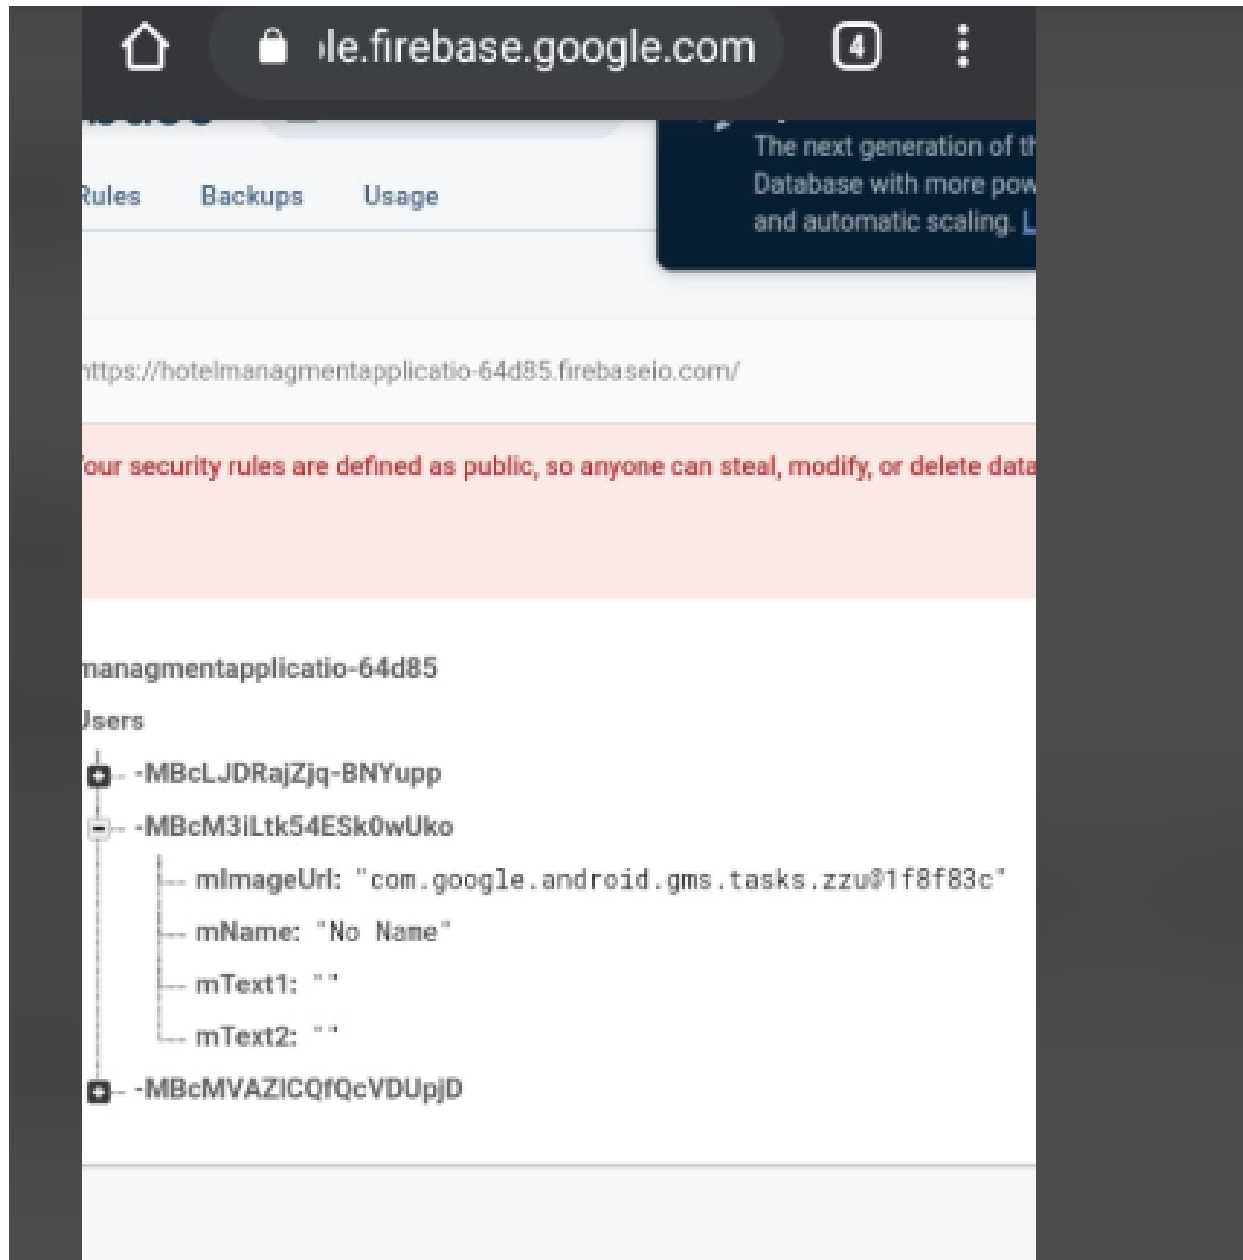 le.firebase.google.com
4
The next generation of th
Database with more pow
and automatic scaling. L
Rules Backups Usage
https://hotelmanagmentapplicatio-64d85.firebaseio.com/
Your security rules are defined as public, so anyone can steal, modify, or delete data
managmentapplicatio-64d85
Users
-MBcLJDRajZjq-BNYupp
-MBcM3iLtk54ESk0wUko
mImageUrl: "com.google.android.gms.tasks.zzu@1f8f83c"
mName: "No Name"
mText1: ""
mText2: ""
-MBcMVAZICQfQcVDUpjD